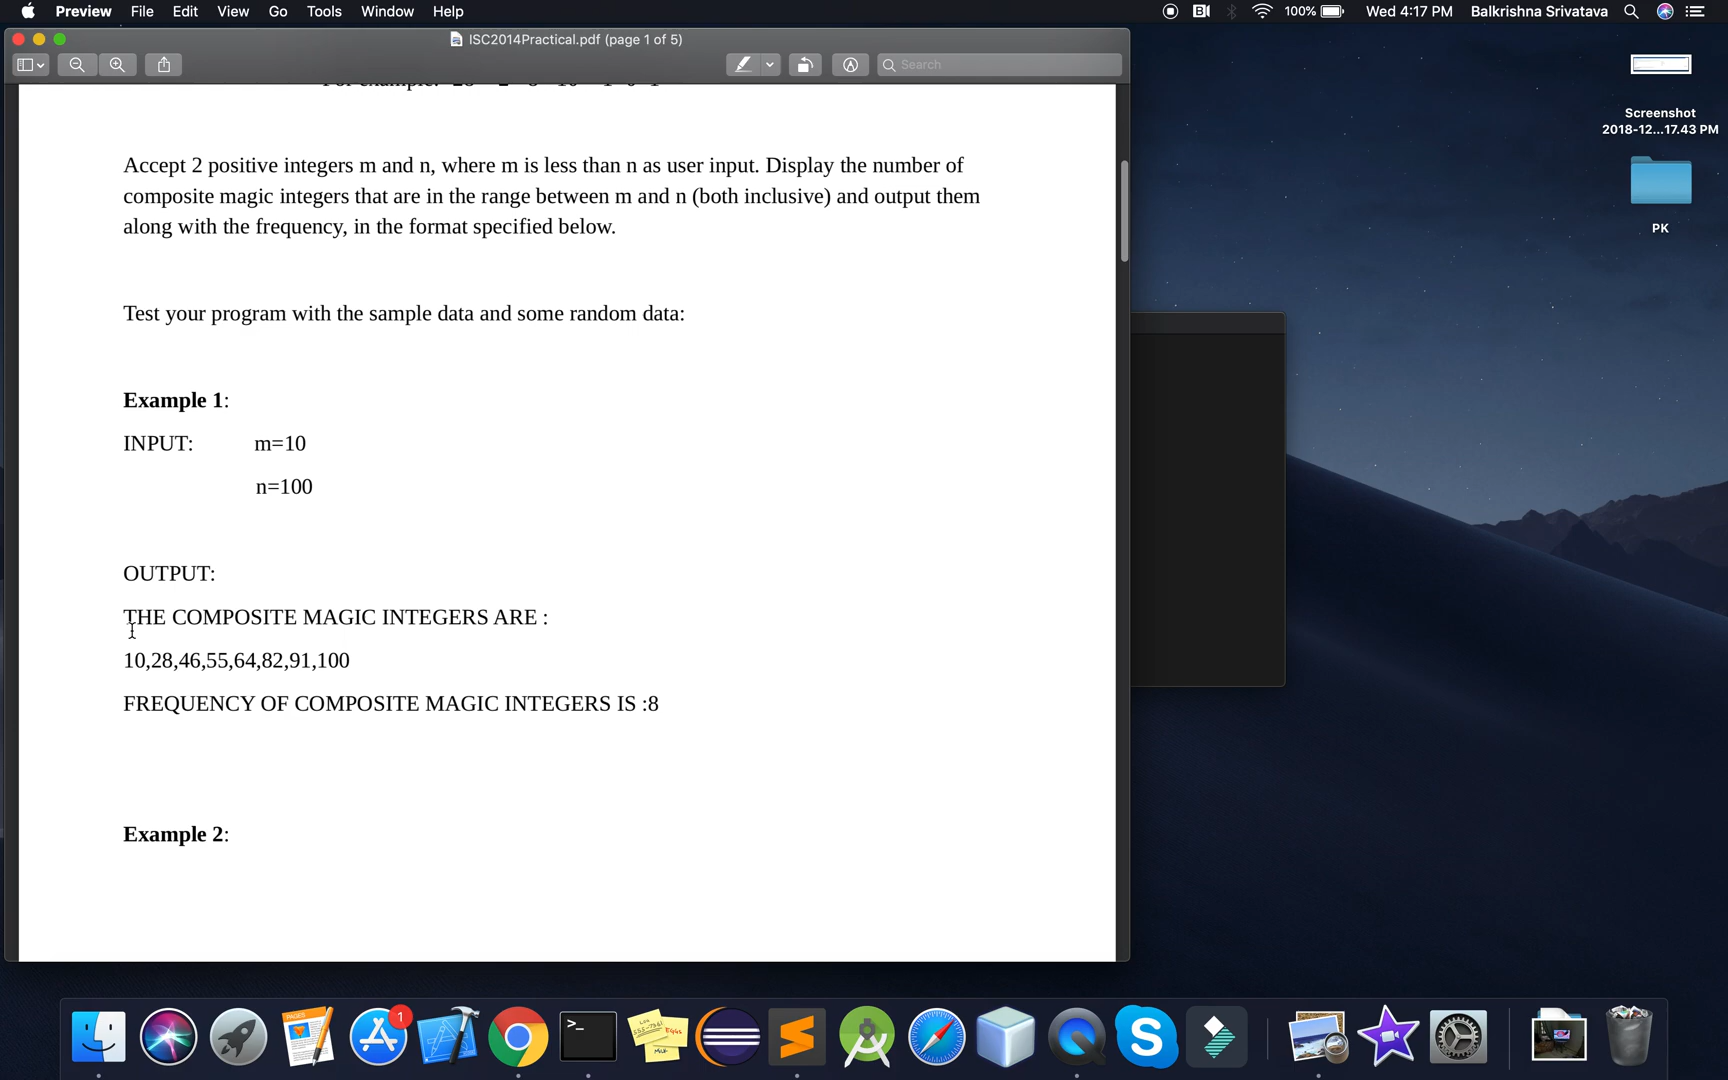 Preview File Edit View Go Tools Window Help 100% Wed 4:17 PM Balkrishna Srivatava
ISC2014Practical.pdf (page 1 of 5)
Search
Accept 2 positive integers m and n, where m is less than n as user input. Display the number of
composite magic integers that are in the range between m and n (both inclusive) and output them
along with the frequency, in the format specified below.
Test your program with the sample data and some random data:
Example 1:
INPUT: m=10
n=100
OUTPUT:
THE COMPOSITE MAGIC INTEGERS ARE :
10,28,46,55,64,82,91,100
FREQUENCY OF COMPOSITE MAGIC INTEGERS IS :8
Example 2:
Screenshot
2018-12...17.43 PM
PK
PAGES
1